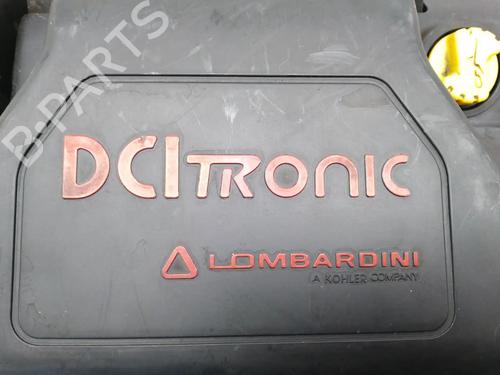 B-PARTS
DCITRONIC
LOMBARDINI
A KOHLER COMPANY